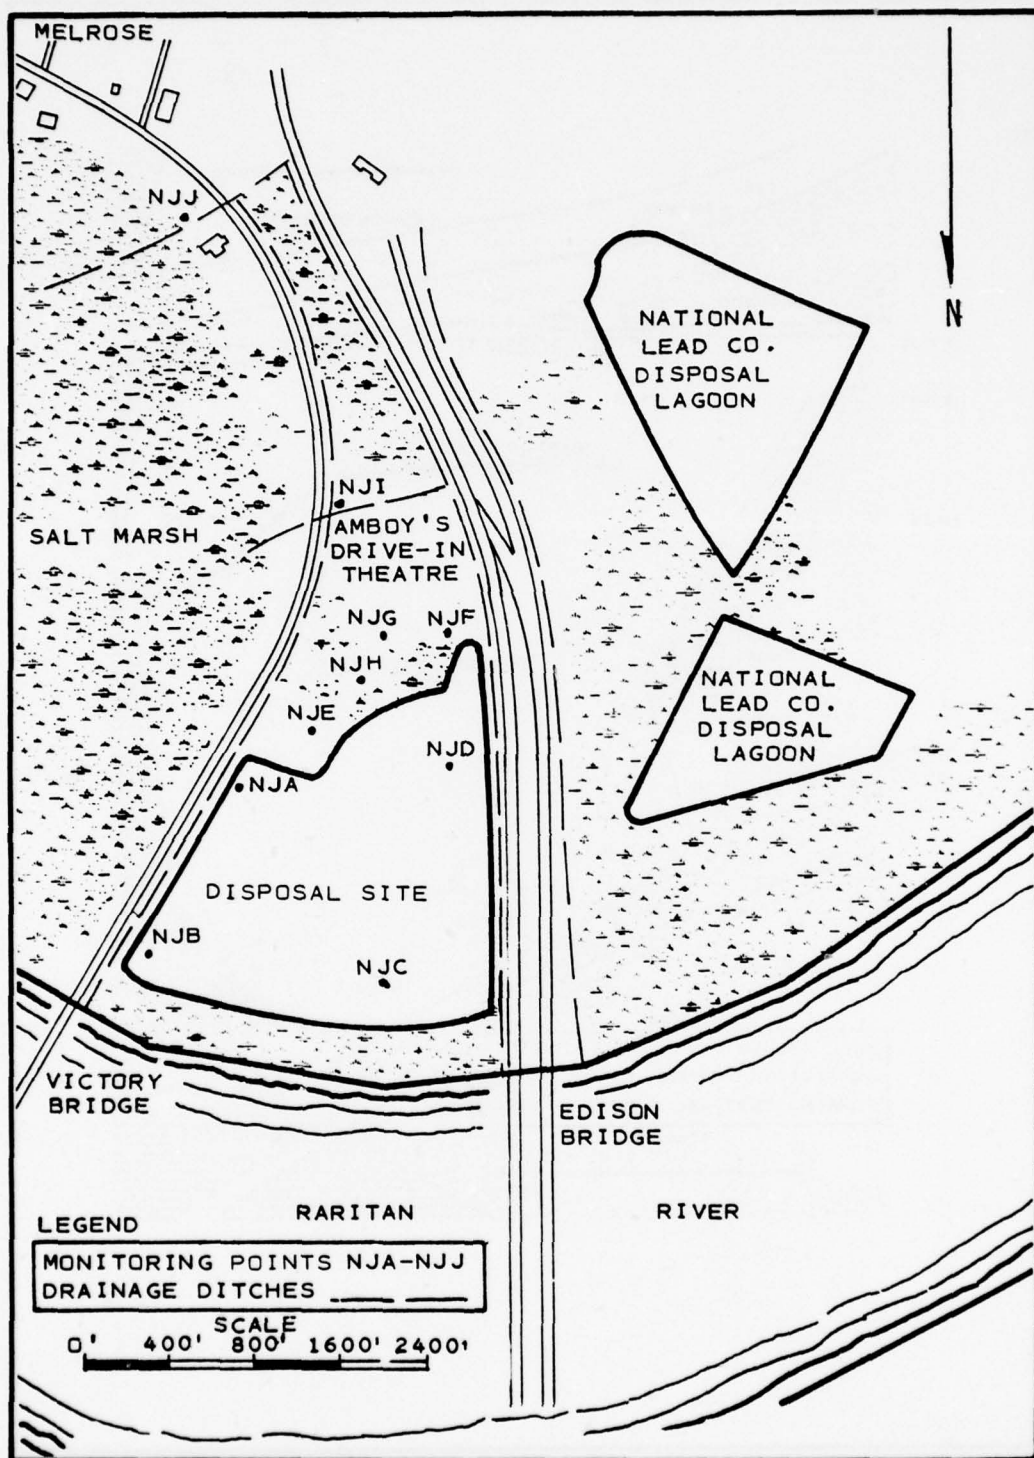 MELROSE
NJJ
N
NATIONAL
LEAD CO.
DISPOSAL
LAGOON
NJI
SALT MARSH
AMBOY'S
DRIVE-IN
THEATRE
NJG
NJF
NJH
NATIONAL
LEAD CO.
DISPOSAL
LAGOON
NJE
NJD
NJA
DISPOSAL SITE
NJB
NJC
VICTORY
BRIDGE
EDISON
BRIDGE
RARITAN RIVER
LEGEND
MONITORING POINTS NJA-NJJ
DRAINAGE DITCHES
SCALE
0' 400' 800' 1600' 2400'